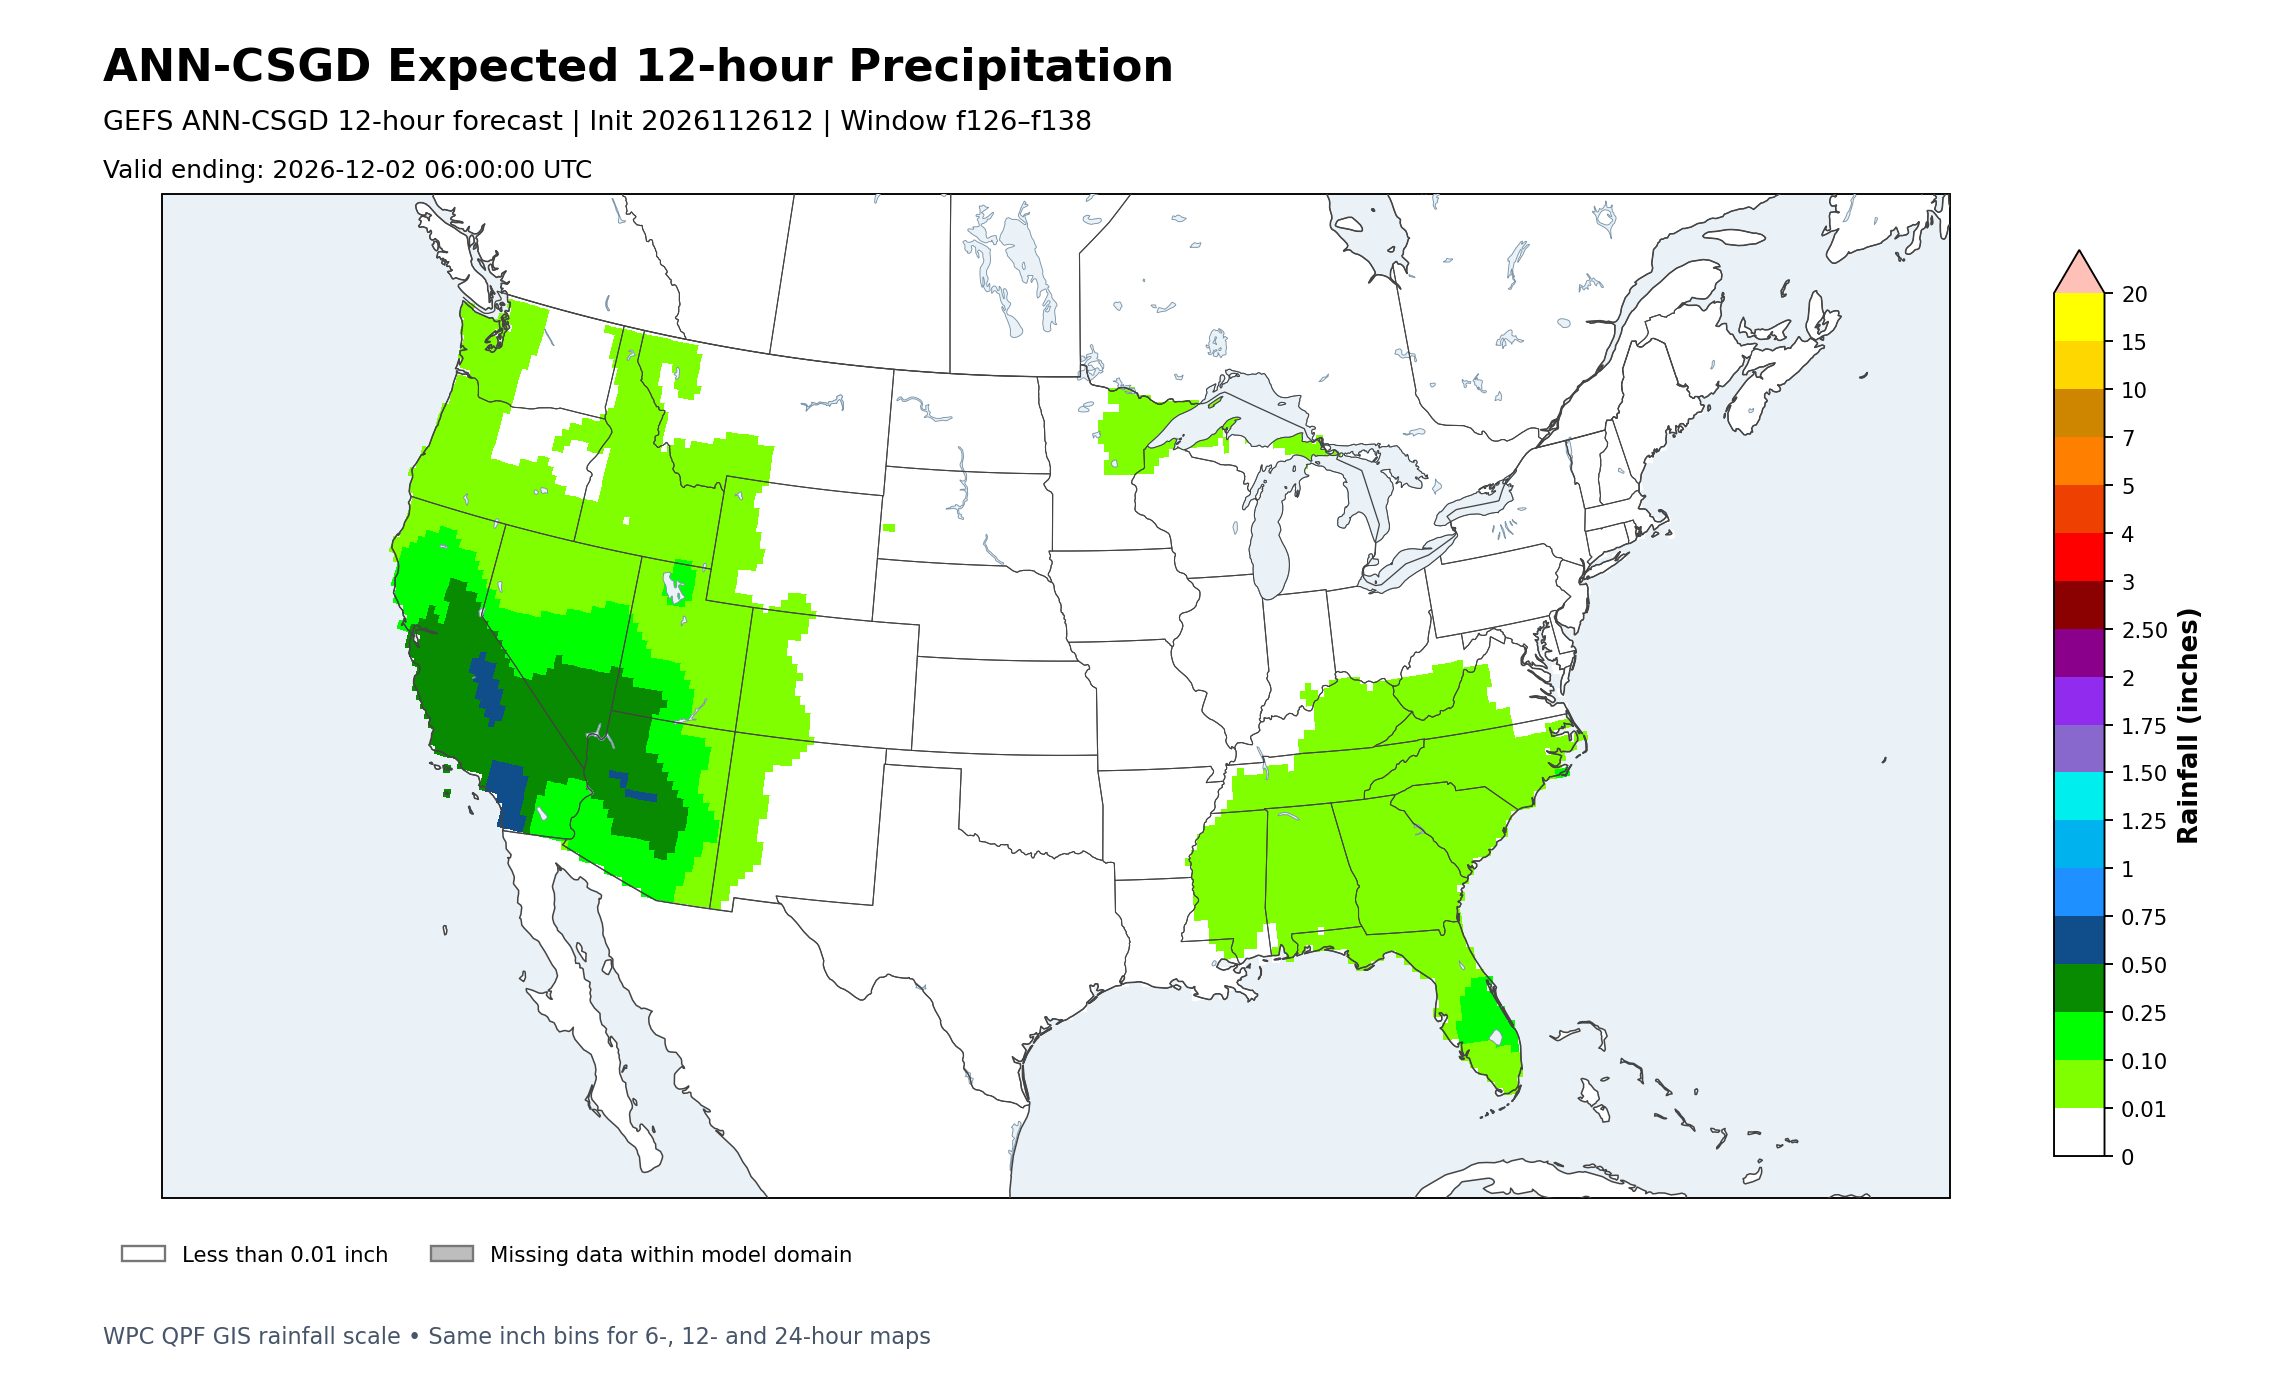 ANN-CSGD Expected 12-hour Precipitation
GEFS ANN-CSGD 12-hour forecast | Init 2026112612 | Window f126–f138
Valid ending: 2026-12-02 06:00:00 UTC
20
15
10
7
5
4
3
2.50
2
1.75
1.50
1.25
1
0.75
0.50
0.25
0.10
0.01
0
Rainfall (inches)
Less than 0.01 inch
Missing data within model domain
WPC QPF GIS rainfall scale • Same inch bins for 6-, 12- and 24-hour maps